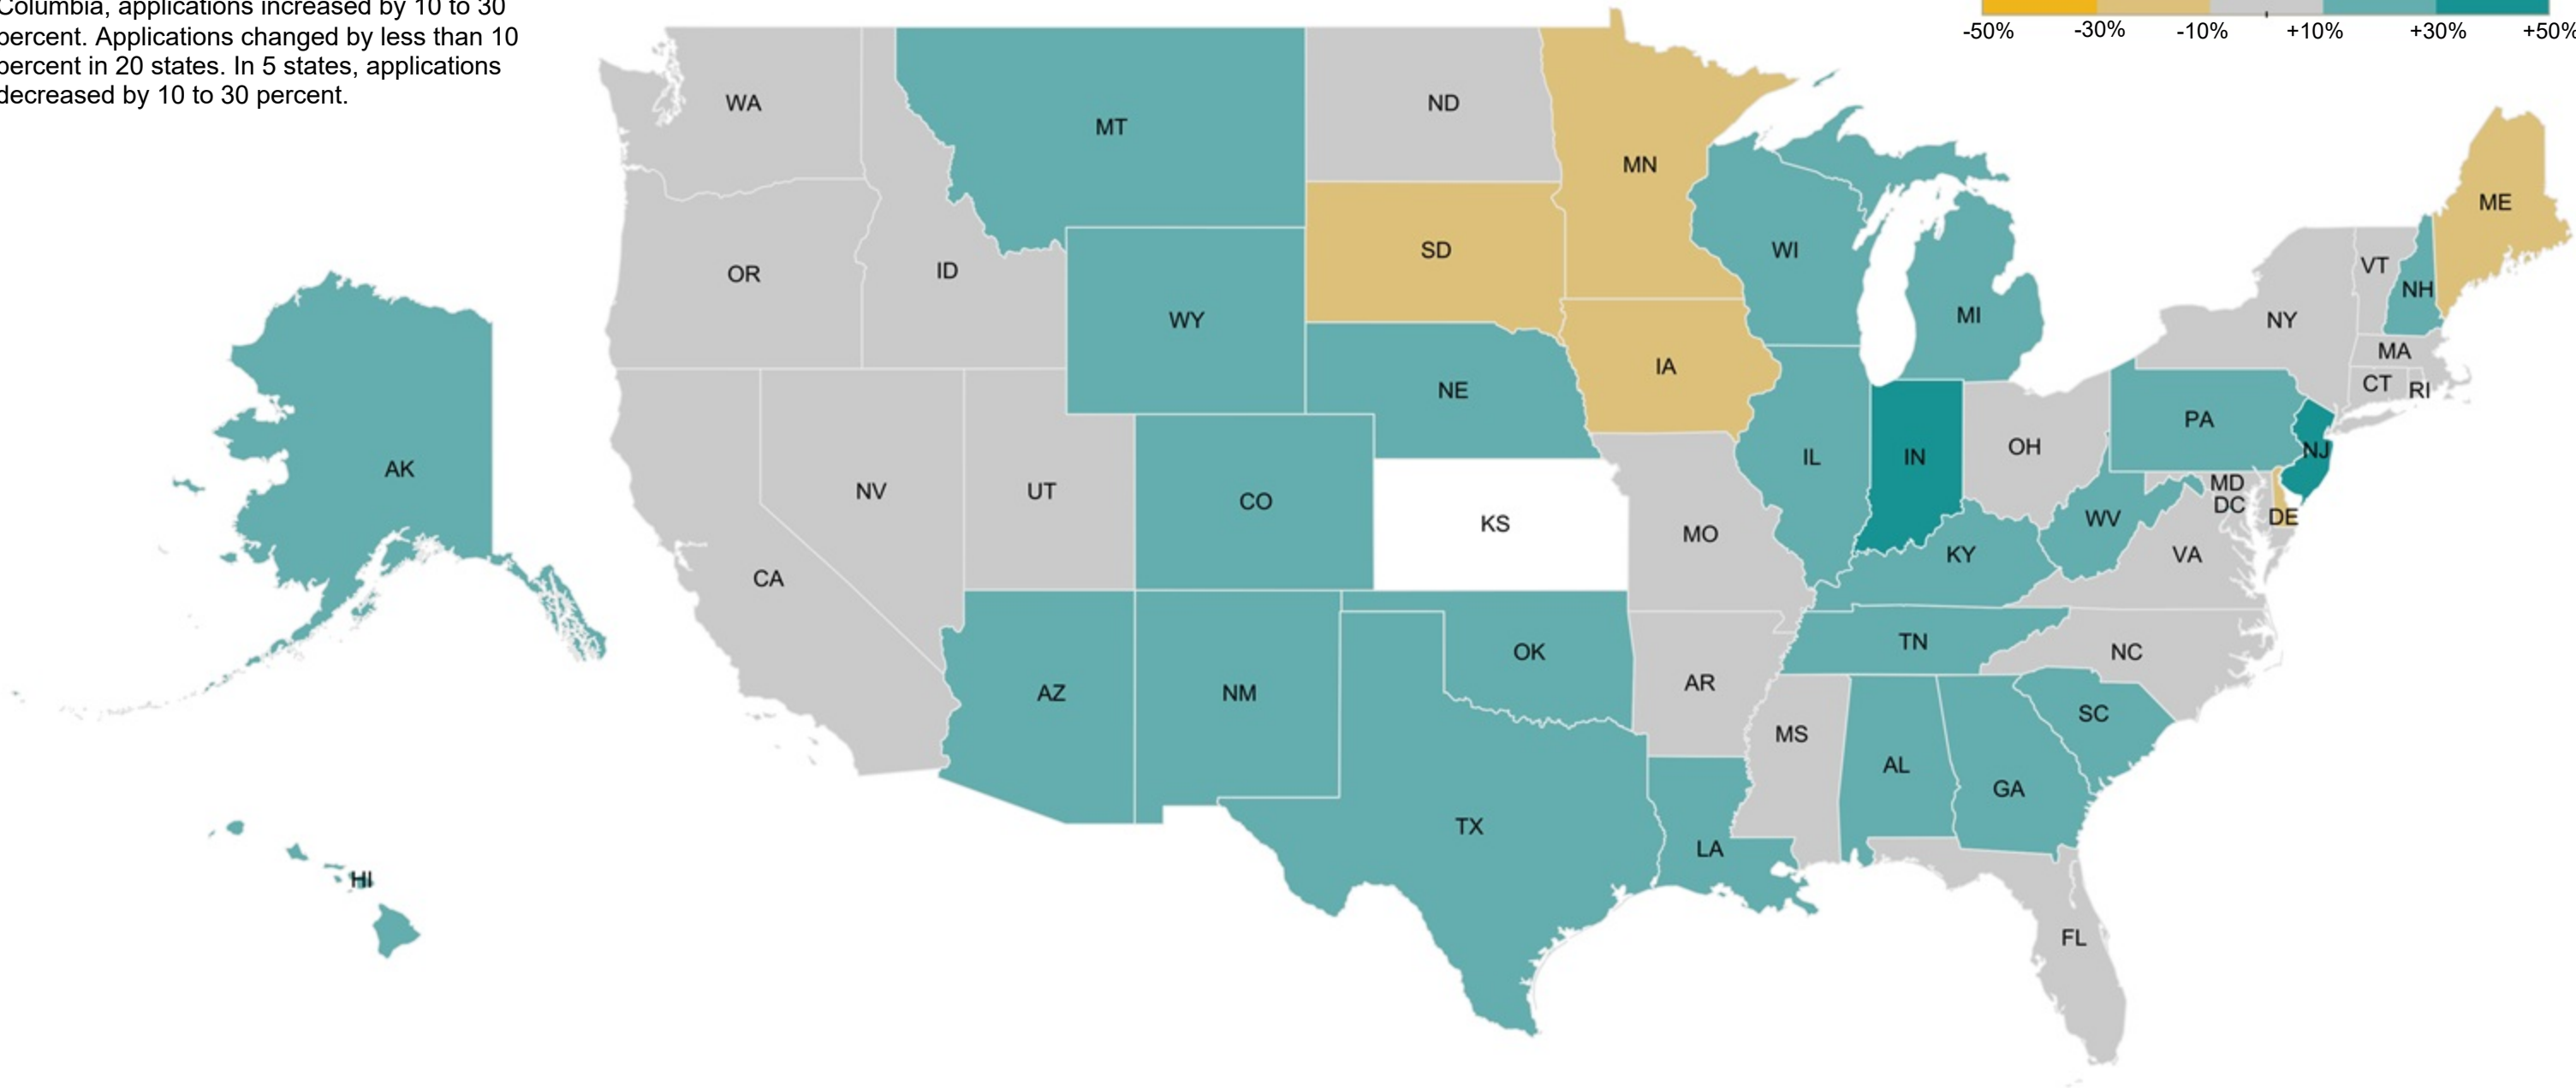 Columbia, applications increased by 10 to 30
percent. Applications changed by less than 10
percent in 20 states. In 5 states, applications
decreased by 10 to 30 percent.
-50% -30% -10% +10% +30% +50%
WA
MT
ND
MN
ME
OR
ID
SD
WI
VT
NH
WY
MI
NY
MA
IA
NE
CT
RI
PA
AK
NV
UT
CO
IL
IN
OH
NJ
MD
DC
DE
KS
MO
WV
CA
KY
VA
OK
TN
NC
AZ
NM
AR
SC
MS
AL
GA
TX
LA
HI
FL